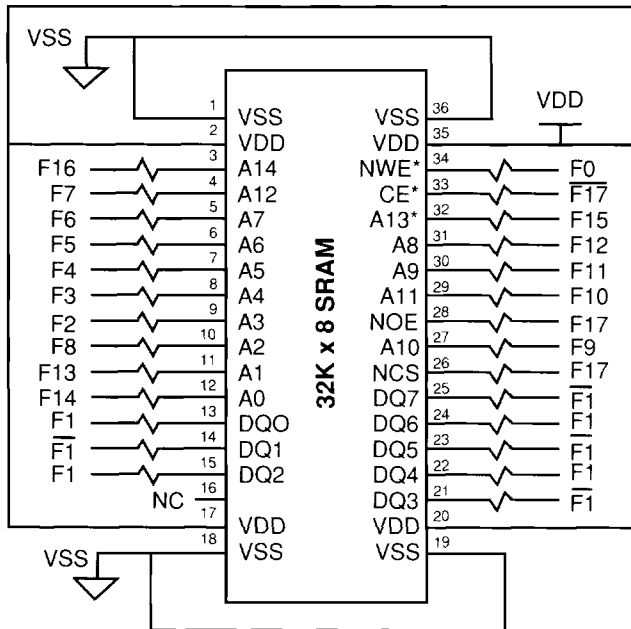 VSS
VDD
32K x 8 SRAM
1 VSS VSS 36
2 VDD VDD 35
F16 3 A14 NWE* 34 F0
F7 4 A12 CE* 33 F17
F6 5 A7 A13* 32 F15
F5 6 A6 A8 31 F12
F4 7 A5 A9 30 F11
F3 8 A4 A11 29 F10
F2 9 A3 NOE 28 F17
F8 10 A2 A10 27 F9
F13 11 A1 NCS 26 F17
F14 12 A0 DQ7 25 F1
F1 13 DQO DQ6 24 F1
F1 14 DQ1 DQ5 23 F1
F1 15 DQ2 DQ4 22 F1
NC 16 DQ3 21 F1
17 VDD VDD 20
18 VSS VSS 19
VSS